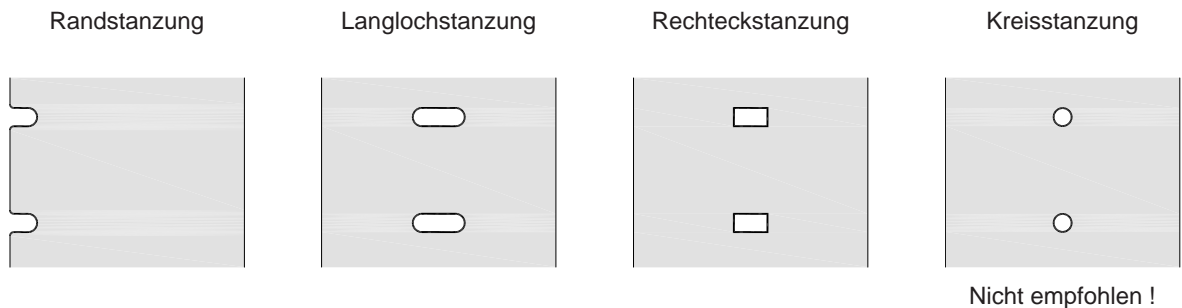 Randstanzung
Langlochstanzung
Rechteckstanzung
Kreisstanzung
Nicht empfohlen !